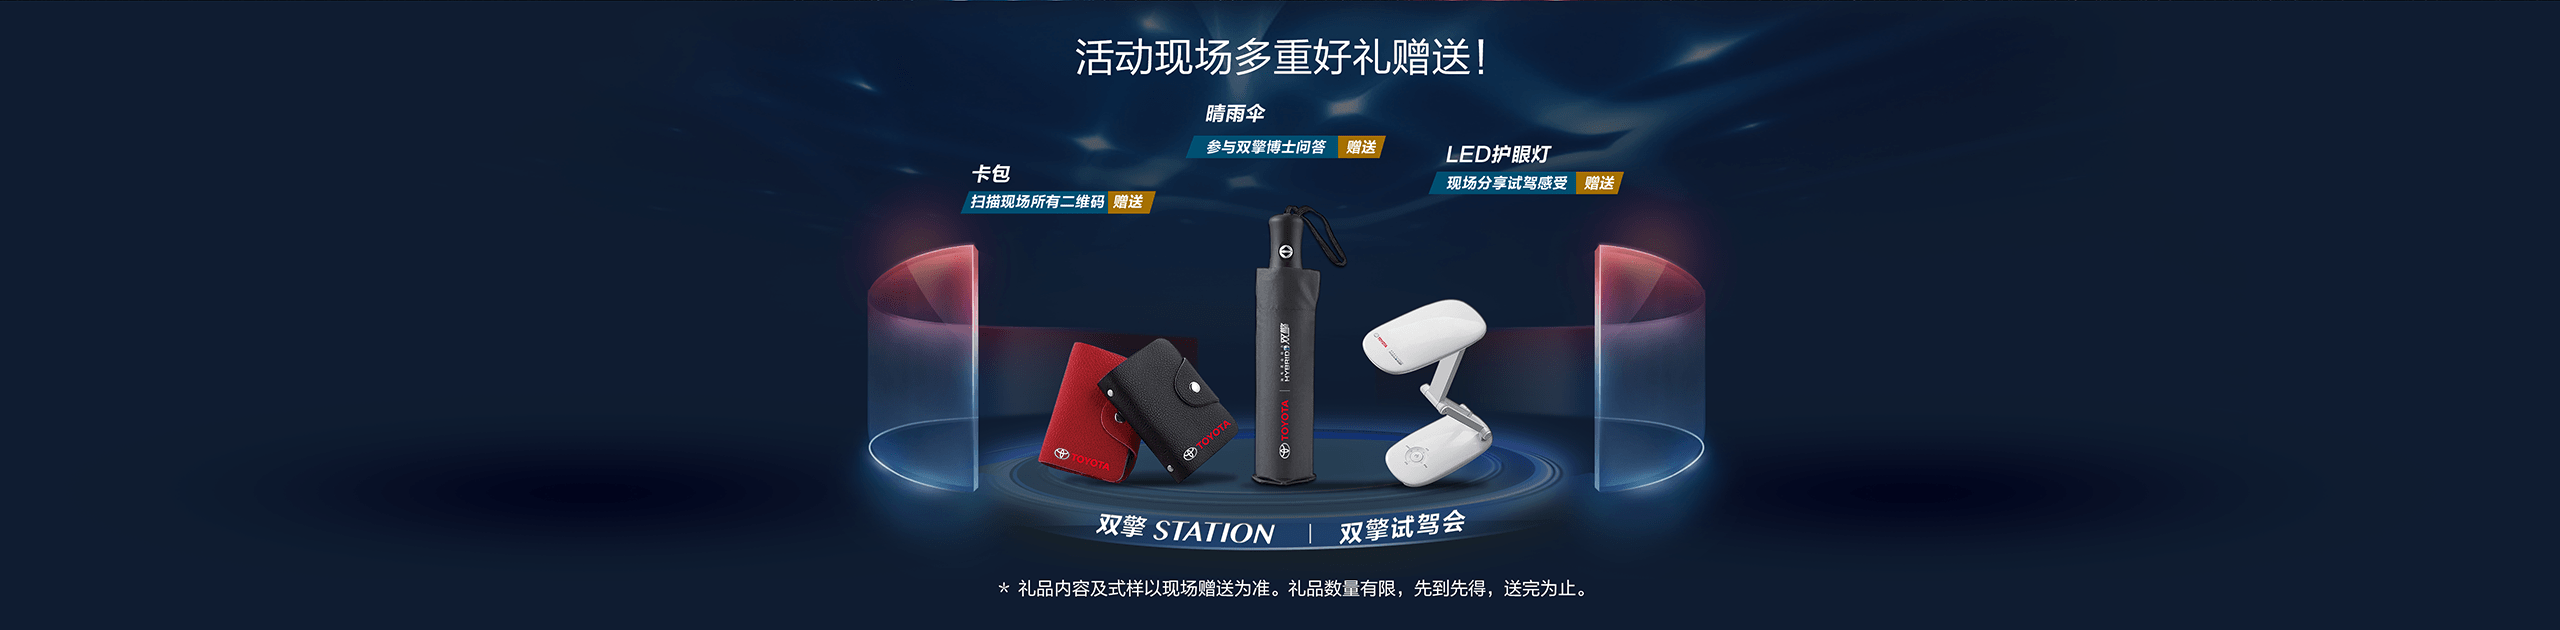 活动现场多重好礼赠送！
晴雨伞
参与双擎博士问答 赠送
LED护眼灯
现场分享试驾感受 赠送
卡包
扫描现场所有二维码 赠送
TOYOTA
TOYOTA
TOYOTA | HYBRID 双擎
TOYOTA
双擎 STATION | 双擎试驾会
* 礼品内容及式样以现场赠送为准。礼品数量有限，先到先得，送完为止。